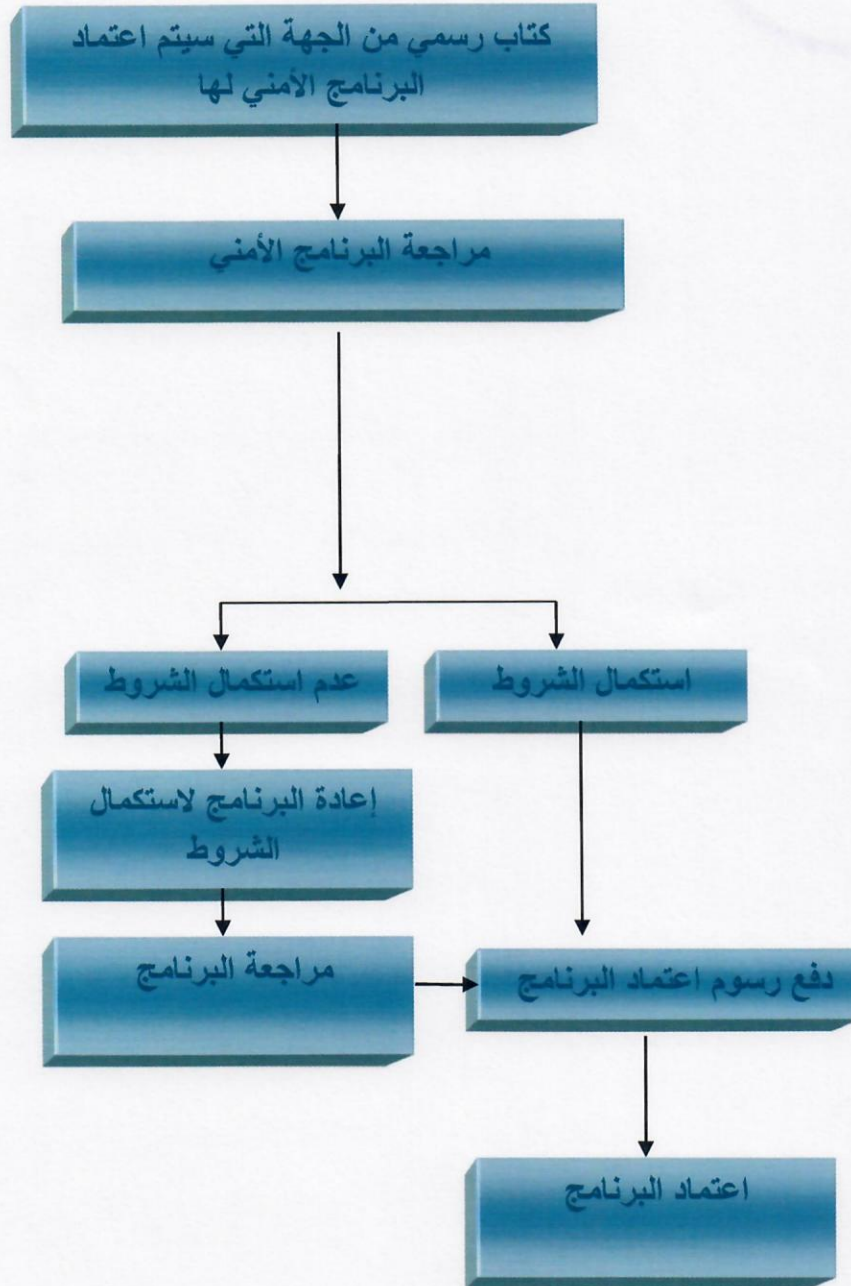 كتاب رسمي من الجهة التي سيتم اعتماد
البرنامج الأمني لها
مراجعة البرنامج الأمني
استكمال الشروط
عدم استكمال الشروط
إعادة البرنامج لاستكمال
الشروط
مراجعة البرنامج
دفع رسوم اعتماد البرنامج
اعتماد البرنامج